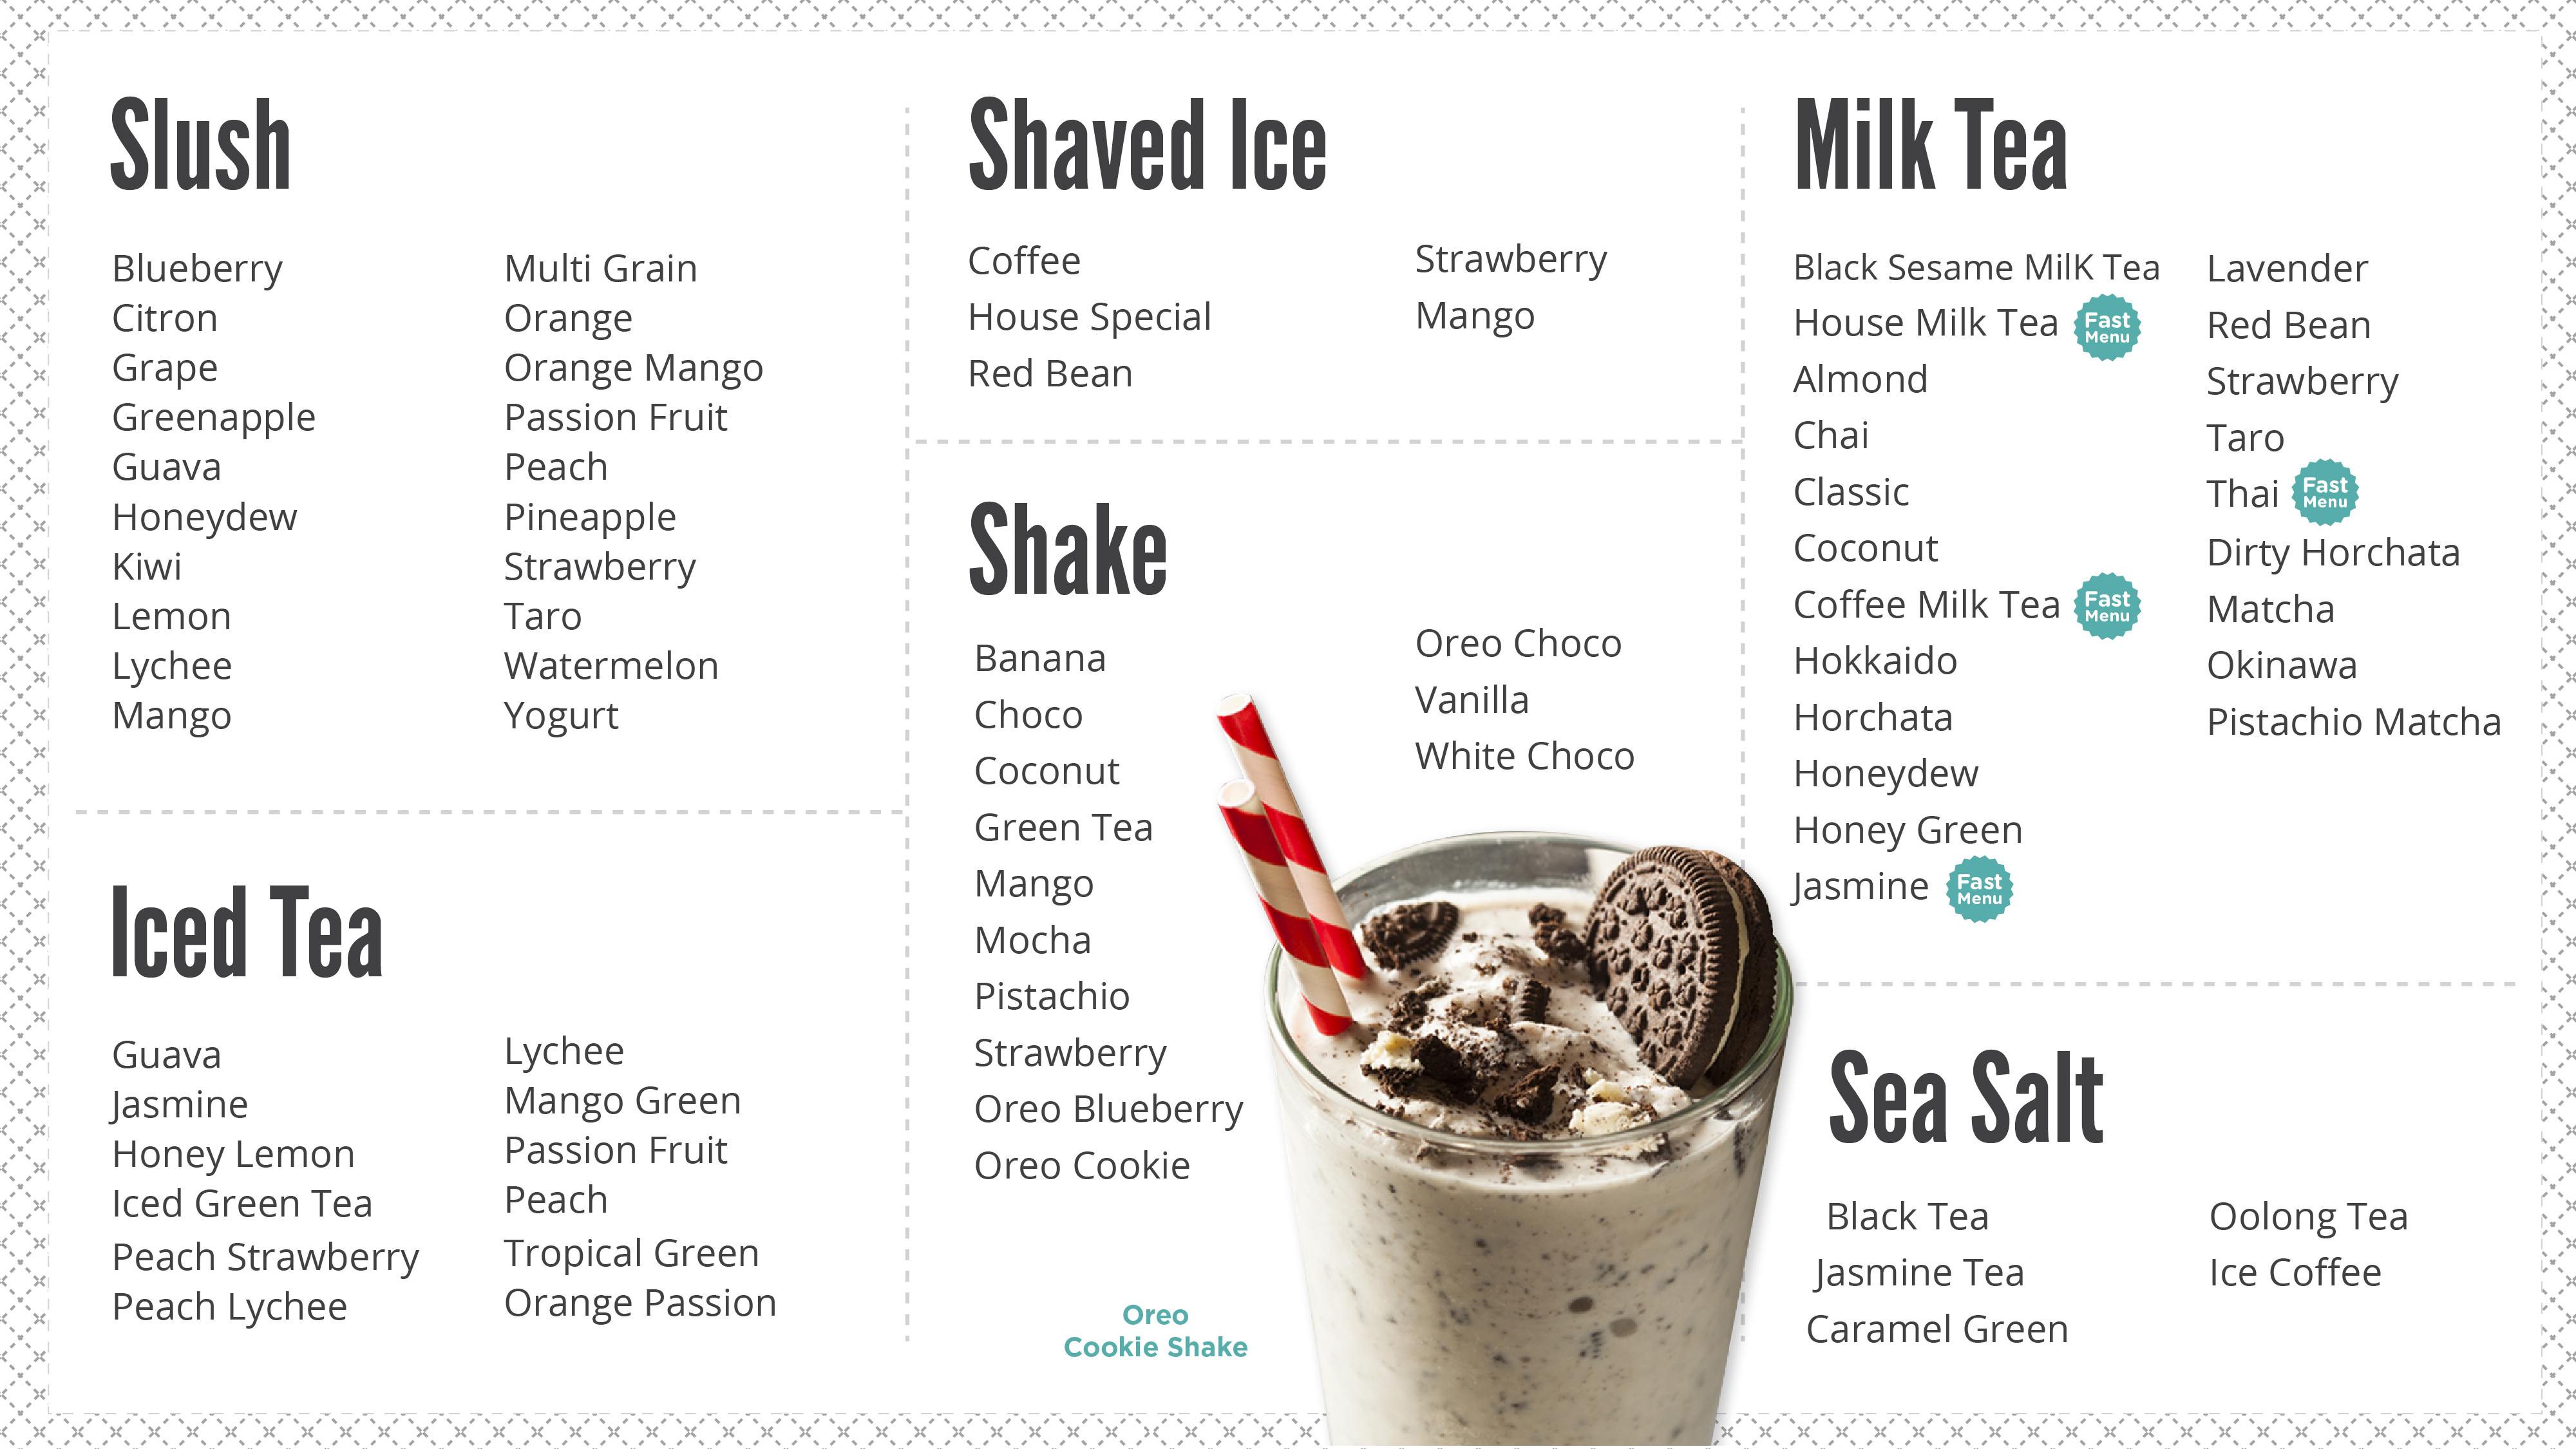 Slush
Blueberry
Citron
Grape
Greenapple
Guava
Honeydew
Kiwi
Lemon
Lychee
Mango
Multi Grain
Orange
Orange Mango
Passion Fruit
Peach
Pineapple
Strawberry
Taro
Watermelon
Yogurt
Iced Tea
Guava
Jasmine
Honey Lemon
Iced Green Tea
Peach Strawberry
Peach Lychee
Lychee
Mango Green
Passion Fruit
Peach
Tropical Green
Orange Passion
Shaved Ice
Coffee
House Special
Red Bean
Strawberry
Mango
Shake
Banana
Choco
Coconut
Green Tea
Mango
Mocha
Pistachio
Strawberry
Oreo Blueberry
Oreo Cookie
Oreo Choco
Vanilla
White Choco
Oreo
Cookie Shake
Milk Tea
Black Sesame MilK Tea
House Milk Tea
Fast
Menu
Almond
Chai
Classic
Coconut
Coffee Milk Tea
Fast
Menu
Hokkaido
Horchata
Honeydew
Honey Green
Jasmine
Fast
Menu
Lavender
Red Bean
Strawberry
Taro
Thai
Fast
Menu
Dirty Horchata
Matcha
Okinawa
Pistachio Matcha
Sea Salt
Black Tea
Jasmine Tea
Caramel Green
Oolong Tea
Ice Coffee